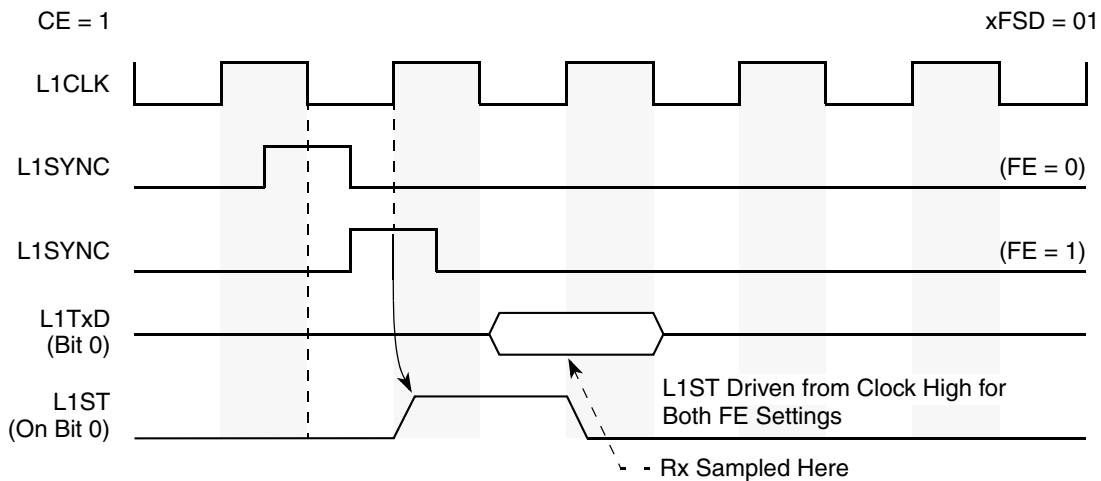 CE = 1
xFSD = 01
L1CLK
L1SYNC
(FE = 0)
L1SYNC
(FE = 1)
L1TxD
(Bit 0)
L1ST Driven from Clock High for
Both FE Settings
L1ST
(On Bit 0)
Rx Sampled Here